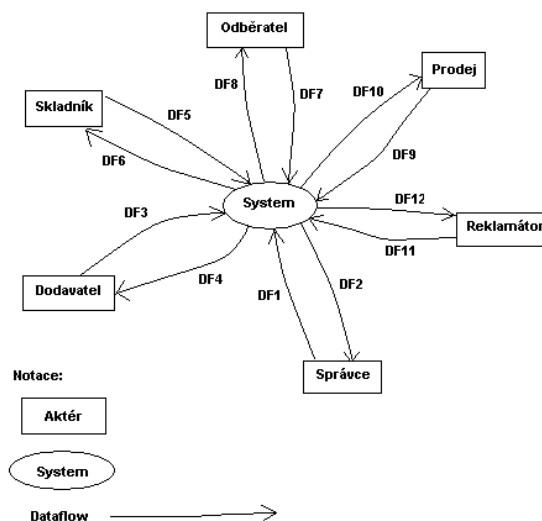 Odběratel
Prodej
Skladník
DF8
DF7
DF10
DF5
DF6
DF9
System
DF12
DF3
Reklamátor
DF11
DF4
DF1
DF2
Dodavatel
Správce
Notace:
Aktér
System
Dataflow